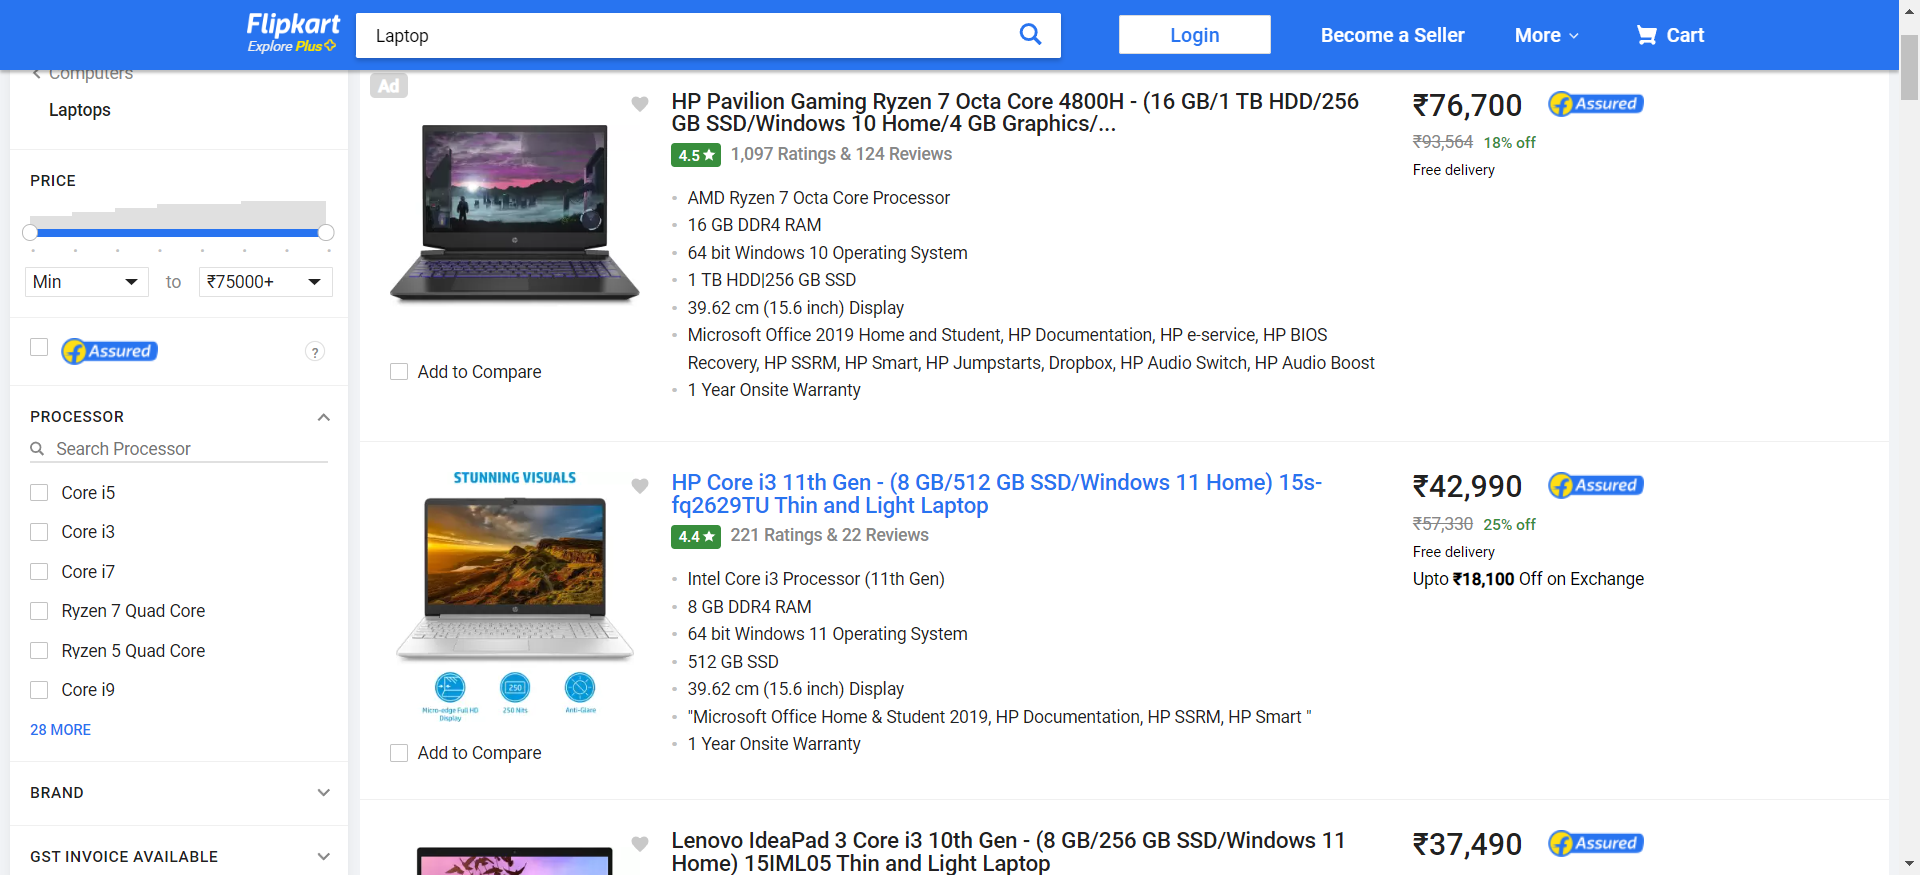 Flipkart
Explore Plus
Laptop
Login
Become a Seller
More
Cart
Computers
Laptops
PRICE
Min to ₹75000+
Assured ?
PROCESSOR
Search Processor
Core i5
Core i3
Core i7
Ryzen 7 Quad Core
Ryzen 5 Quad Core
Core i9
28 MORE
BRAND
GST INVOICE AVAILABLE
Ad
HP Pavilion Gaming Ryzen 7 Octa Core 4800H - (16 GB/1 TB HDD/256
GB SSD/Windows 10 Home/4 GB Graphics/...
4.5★ 1,097 Ratings & 124 Reviews
AMD Ryzen 7 Octa Core Processor
16 GB DDR4 RAM
64 bit Windows 10 Operating System
1 TB HDD|256 GB SSD
39.62 cm (15.6 inch) Display
Microsoft Office 2019 Home and Student, HP Documentation, HP e-service, HP BIOS
Recovery, HP SSRM, HP Smart, HP Jumpstarts, Dropbox, HP Audio Switch, HP Audio Boost
1 Year Onsite Warranty
Add to Compare
₹76,700 Assured
₹93,564 18% off
Free delivery
STUNNING VISUALS
Micro-edge Full HD
Display
250
250 Nits
Anti-Glare
Add to Compare
HP Core i3 11th Gen - (8 GB/512 GB SSD/Windows 11 Home) 15s-
fq2629TU Thin and Light Laptop
4.4★ 221 Ratings & 22 Reviews
Intel Core i3 Processor (11th Gen)
8 GB DDR4 RAM
64 bit Windows 11 Operating System
512 GB SSD
39.62 cm (15.6 inch) Display
"Microsoft Office Home & Student 2019, HP Documentation, HP SSRM, HP Smart "
1 Year Onsite Warranty
₹42,990 Assured
₹57,330 25% off
Free delivery
Upto ₹18,100 Off on Exchange
Lenovo IdeaPad 3 Core i3 10th Gen - (8 GB/256 GB SSD/Windows 11
Home) 15IML05 Thin and Light Laptop
₹37,490 Assured